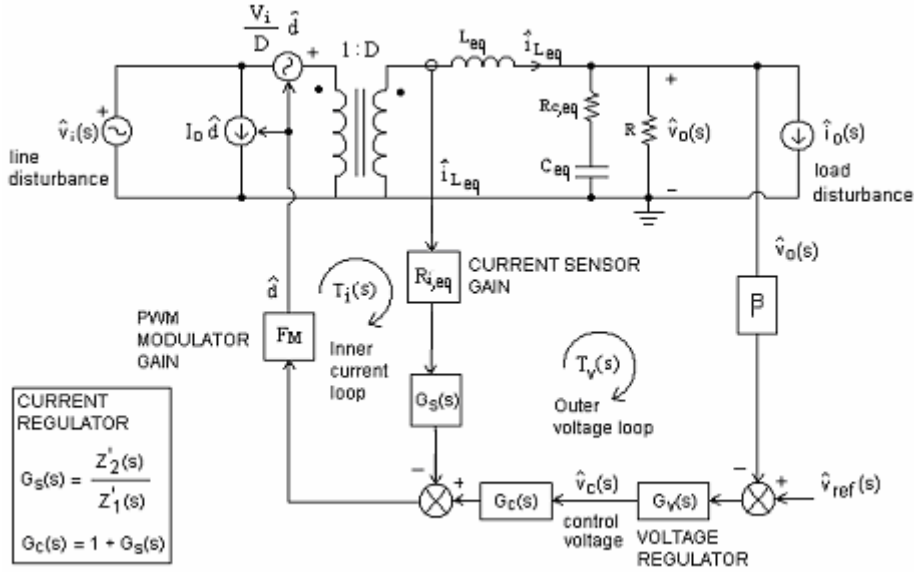 V_i
D
d̂
+
1 : D
L_eq
î_Leq
+
v̂_i(s)
line
disturbance
I_o d̂
Rc,eq
C_eq
R
+
v̂_o(s)
−
î_o(s)
load
disturbance
î_Leq
v̂_o(s)
d̂
T_i(s)
Inner
current
loop
R_i,eq
CURRENT SENSOR
GAIN
β
PWM
MODULATOR
GAIN
F_M
G_S(s)
T_v(s)
Outer
voltage loop
CURRENT
REGULATOR
G_S(s) = Z'_2(s) / Z'_1(s)
G_C(s) = 1 + G_S(s)
−
+
G_C(s)
v̂_C(s)
control
voltage
G_V(s)
VOLTAGE
REGULATOR
−
+
v̂_ref(s)